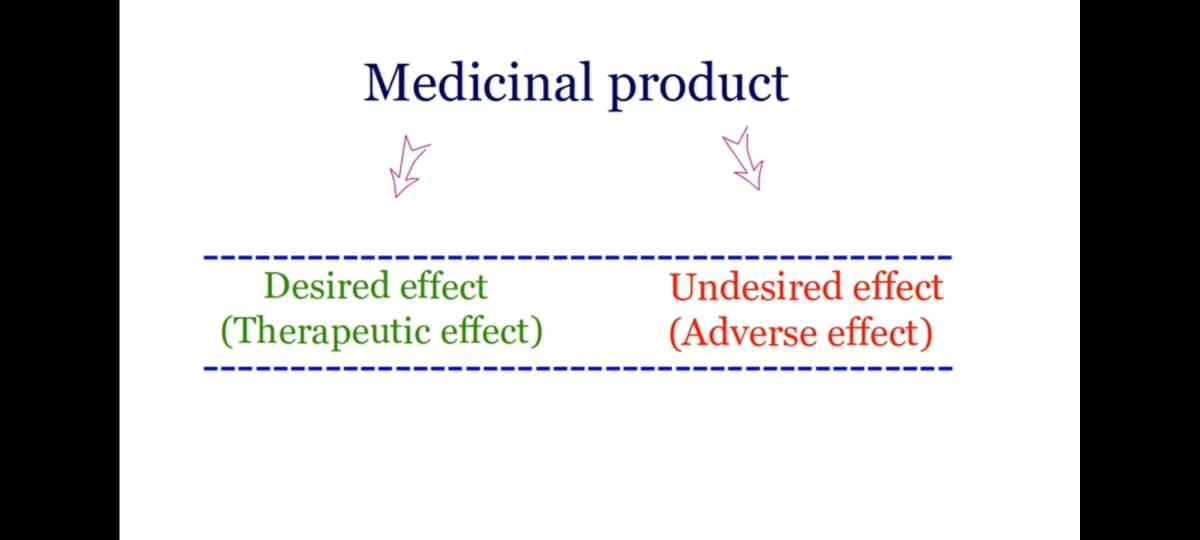 Medicinal product
Desired effect
(Therapeutic effect)
Undesired effect
(Adverse effect)